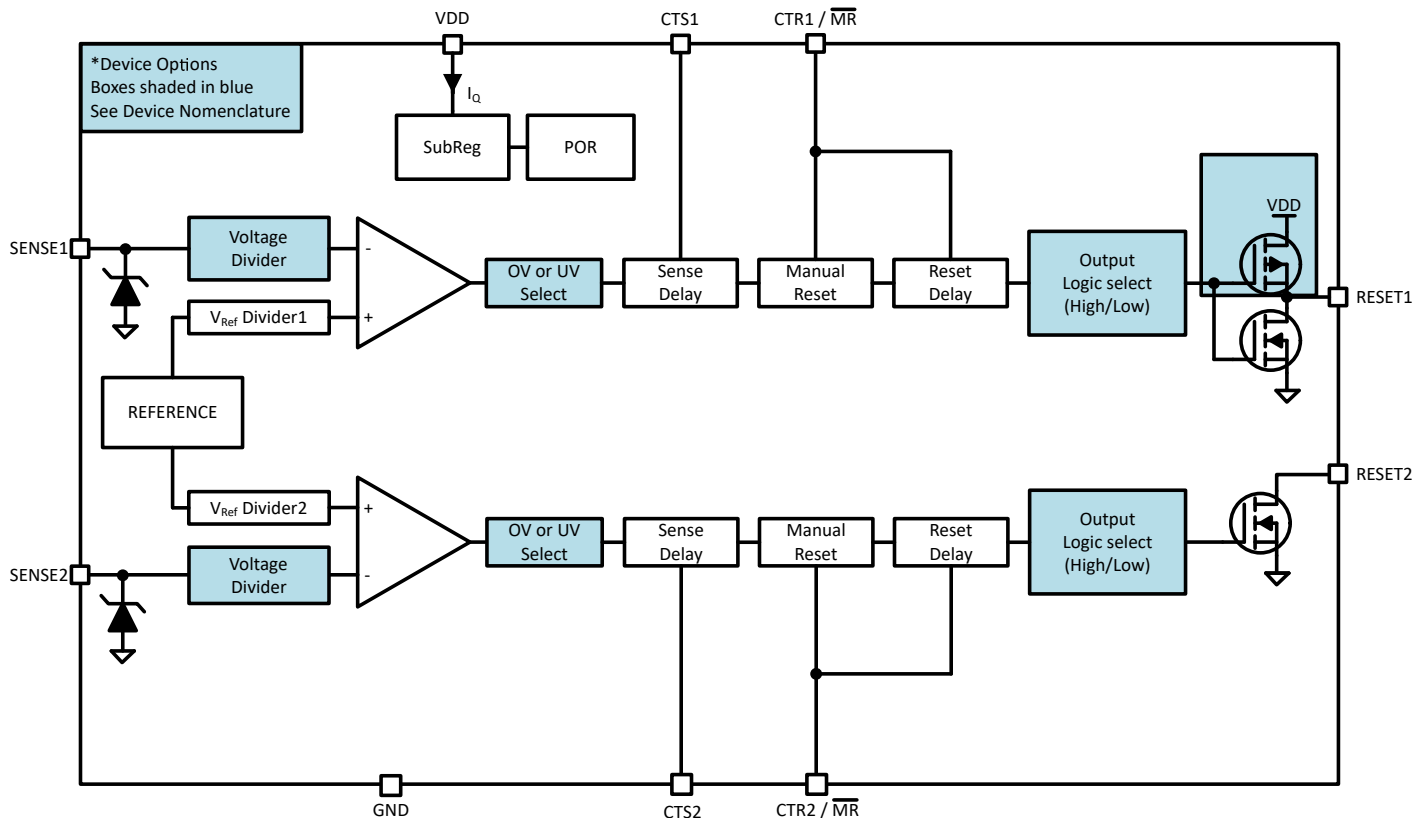 VDD
CTS1
CTR1 / MR
*Device Options
Boxes shaded in blue
See Device Nomenclature
IQ
SubReg
POR
VDD
SENSE1
Voltage
Divider
-
OV or UV
Select
Sense
Delay
Manual
Reset
Reset
Delay
Output
Logic select
(High/Low)
RESET1
VRef Divider1
+
REFERENCE
RESET2
VRef Divider2
+
OV or UV
Select
Sense
Delay
Manual
Reset
Reset
Delay
Output
Logic select
(High/Low)
SENSE2
Voltage
Divider
-
GND
CTS2
CTR2 / MR